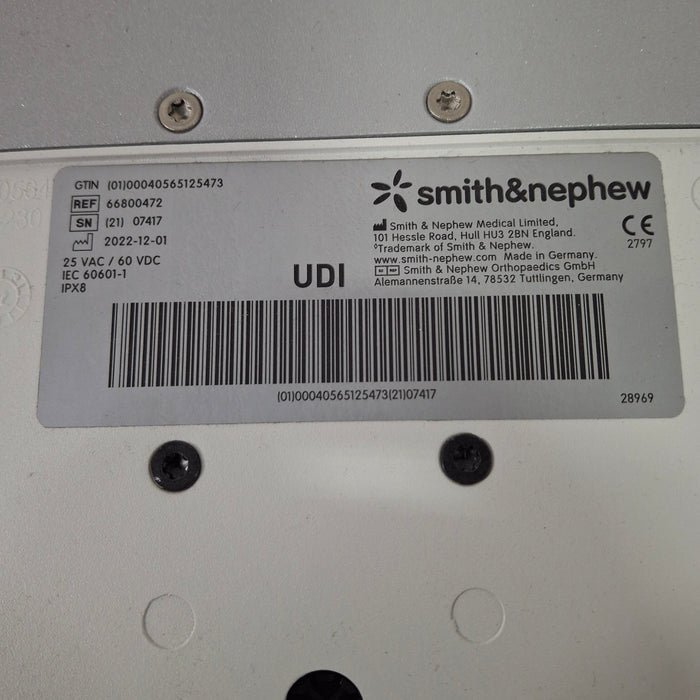 GTIN (01)00040565125473
REF 66800472
SN (21) 07417
2022-12-01
25 VAC / 60 VDC
IEC 60601-1
IPX8
UDI
smith&nephew
Smith & Nephew Medical Limited,
101 Hessle Road, Hull HU3 2BN England.
°Trademark of Smith & Nephew.
www.smith-nephew.com Made in Germany.
EC REP Smith & Nephew Orthopaedics GmbH
Alemannenstraße 14, 78532 Tuttlingen, Germany
CE
2797
(01)00040565125473(21)07417
28969